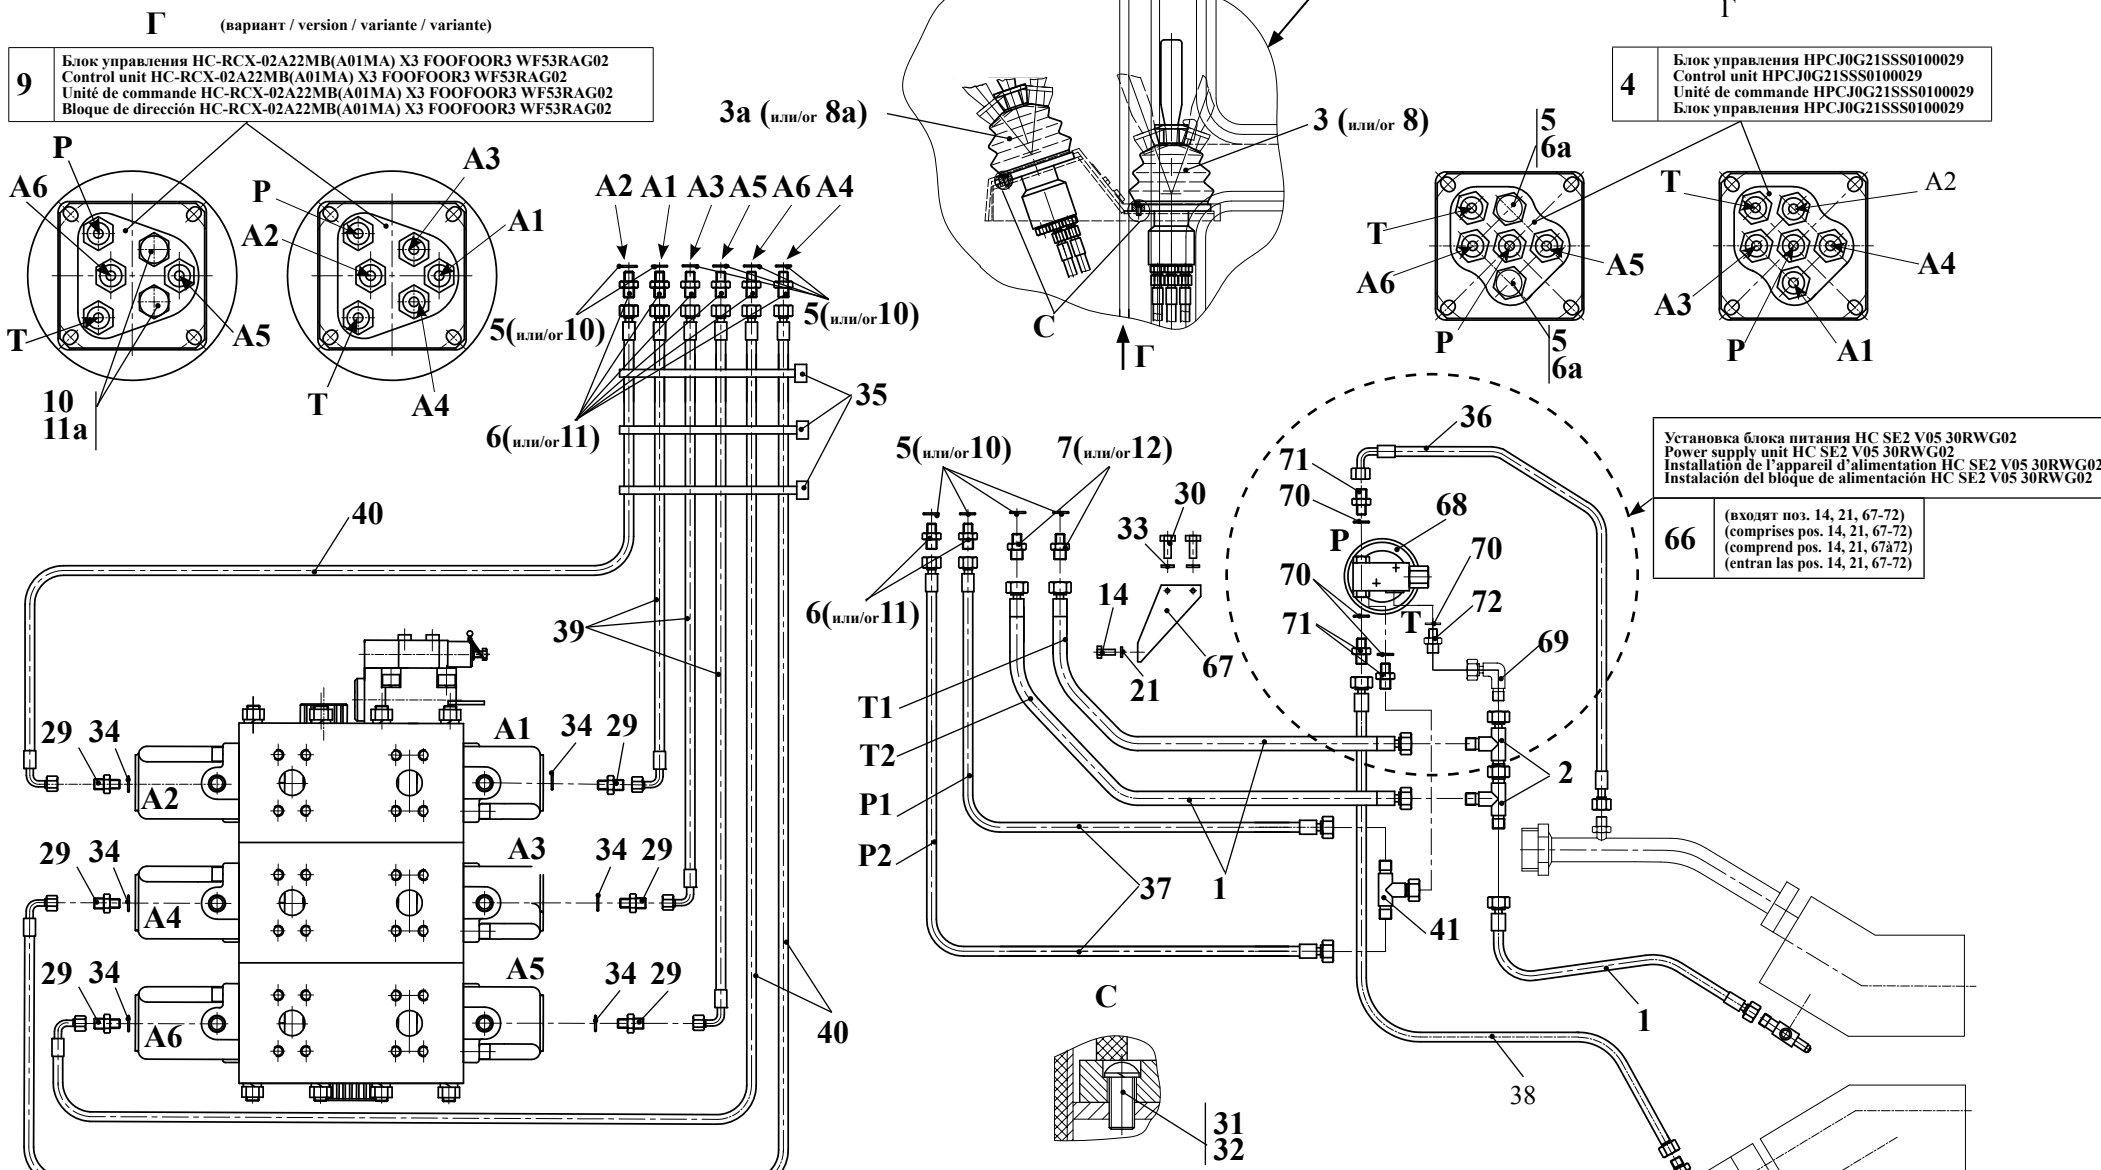 Г
(вариант / version / variante / variante)
9
Блок управления HC-RCX-02A22MB(A01MA) X3 FOOFOOR3 WF53RAG02
Control unit HC-RCX-02A22MB(A01MA) X3 FOOFOOR3 WF53RAG02
Unité de commande HC-RCX-02A22MB(A01MA) X3 FOOFOOR3 WF53RAG02
Bloque de dirección HC-RCX-02A22MB(A01MA) X3 FOOFOOR3 WF53RAG02
P
A6
T
A5
10
11a
P
A2
A3
A1
T
A4
A2 A1 A3 A5 A6 A4
5(или/or10)
5(или/or10)
6(или/or11)
35
40
39
3a (или/or 8a)
3 (или/or 8)
C
Г
Г
4
Блок управления HPCJ0G21SSS0100029
Control unit HPCJ0G21SSS0100029
Unité de commande HPCJ0G21SSS0100029
Блок управления HPCJ0G21SSS0100029
5
6a
T
A6
A5
P
5
6a
T
A2
A3
A4
P
A1
Установка блока питания HC SE2 V05 30RWG02
Power supply unit HC SE2 V05 30RWG02
Installation de l’appareil d’alimentation HC SE2 V05 30RWG02
Instalación del bloque de alimentación HC SE2 V05 30RWG02
66
(входят поз. 14, 21, 67-72)
(comprises pos. 14, 21, 67-72)
(comprend pos. 14, 21, 67à72)
(entran las pos. 14, 21, 67-72)
5(или/or10)
7(или/or12)
6(или/or11)
30
33
14
21
67
36
71
70
68
P
70
70
72
T
71
69
2
T1
T2
P1
P2
37
1
41
1
38
29 34
A2
A1
34 29
29 34
A4
A3
34 29
29 34
A6
A5
34 29
40
C
31
32